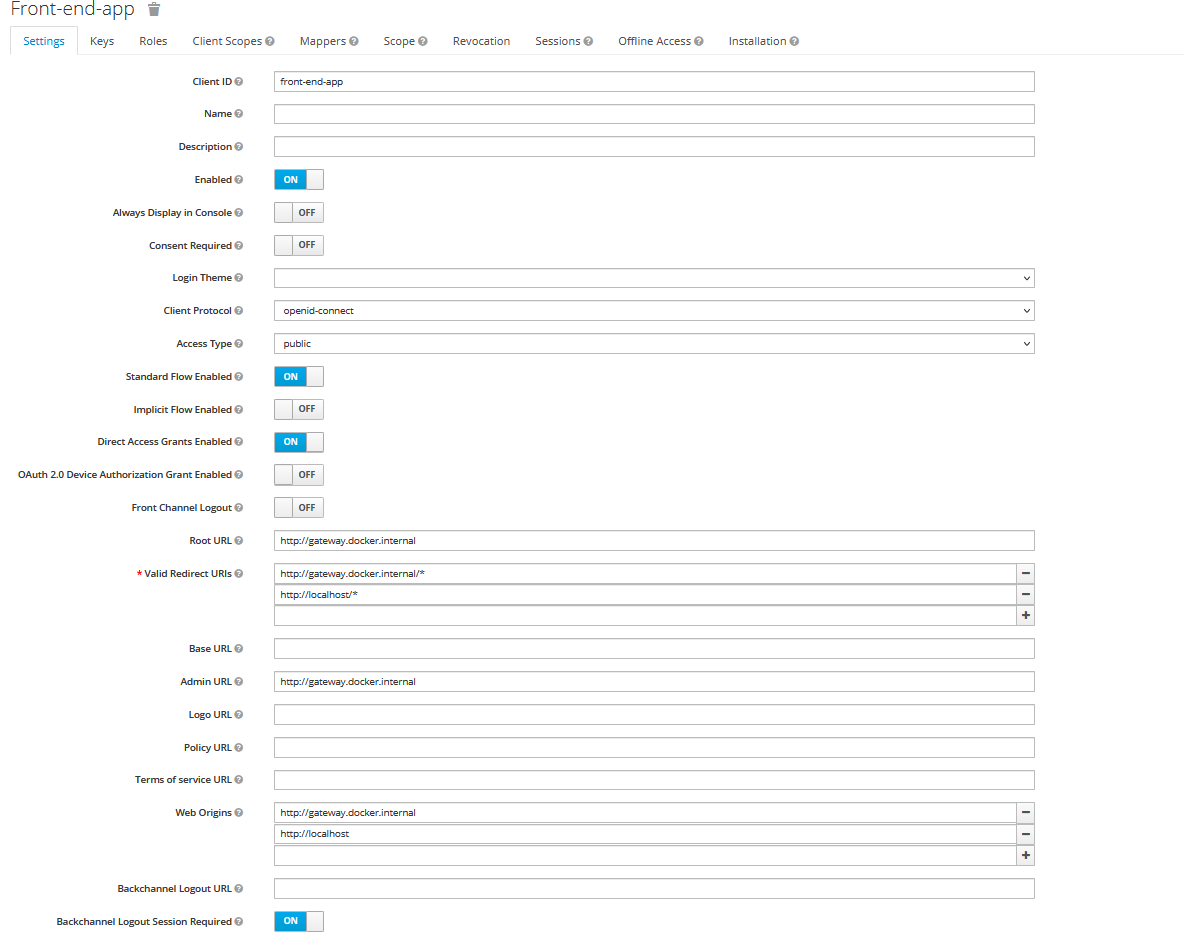 Front-end-app
Settings Keys Roles Client Scopes Mappers Scope Revocation Sessions Offline Access Installation
Client ID front-end-app
Name
Description
Enabled ON
Always Display in Console OFF
Consent Required OFF
Login Theme
Client Protocol openid-connect
Access Type public
Standard Flow Enabled ON
Implicit Flow Enabled OFF
Direct Access Grants Enabled ON
OAuth 2.0 Device Authorization Grant Enabled OFF
Front Channel Logout OFF
Root URL http://gateway.docker.internal
* Valid Redirect URIs http://gateway.docker.internal/*
http://localhost/*
Base URL
Admin URL http://gateway.docker.internal
Logo URL
Policy URL
Terms of service URL
Web Origins http://gateway.docker.internal
http://localhost
Backchannel Logout URL
Backchannel Logout Session Required ON